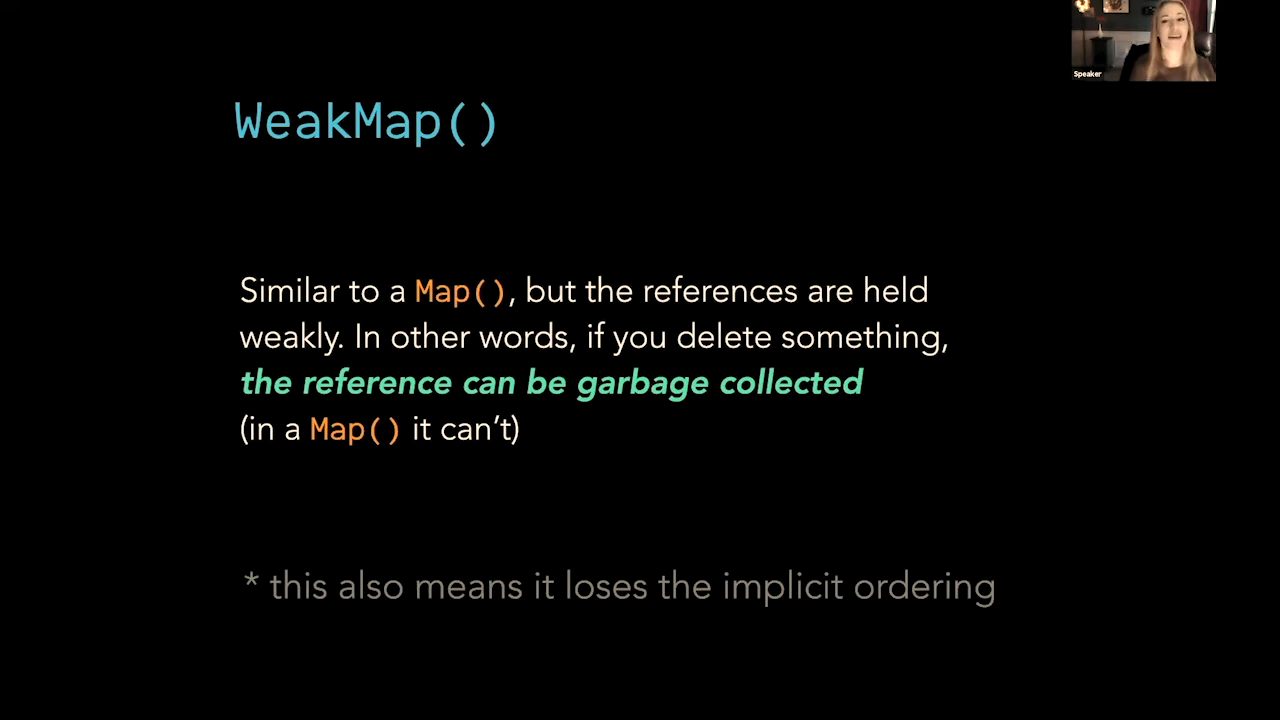 Speaker
WeakMap()
Similar to a Map(), but the references are held
weakly. In other words, if you delete something,
the reference can be garbage collected
(in a Map() it can’t)
* this also means it loses the implicit ordering